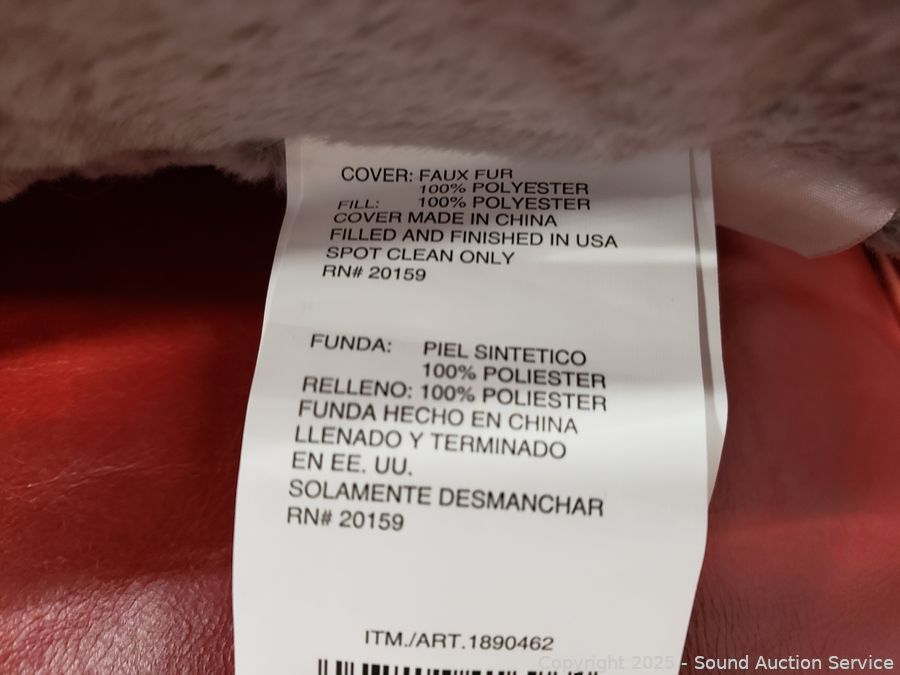 COVER: FAUX FUR
100% POLYESTER
FILL: 100% POLYESTER
COVER MADE IN CHINA
FILLED AND FINISHED IN USA
SPOT CLEAN ONLY
RN# 20159
FUNDA: PIEL SINTETICO
100% POLIESTER
RELLENO: 100% POLIESTER
FUNDA HECHO EN CHINA
LLENADO Y TERMINADO
EN EE. UU.
SOLAMENTE DESMANCHAR
RN# 20159
ITM./ART.1890462
Copyright 2025 - Sound Auction Service